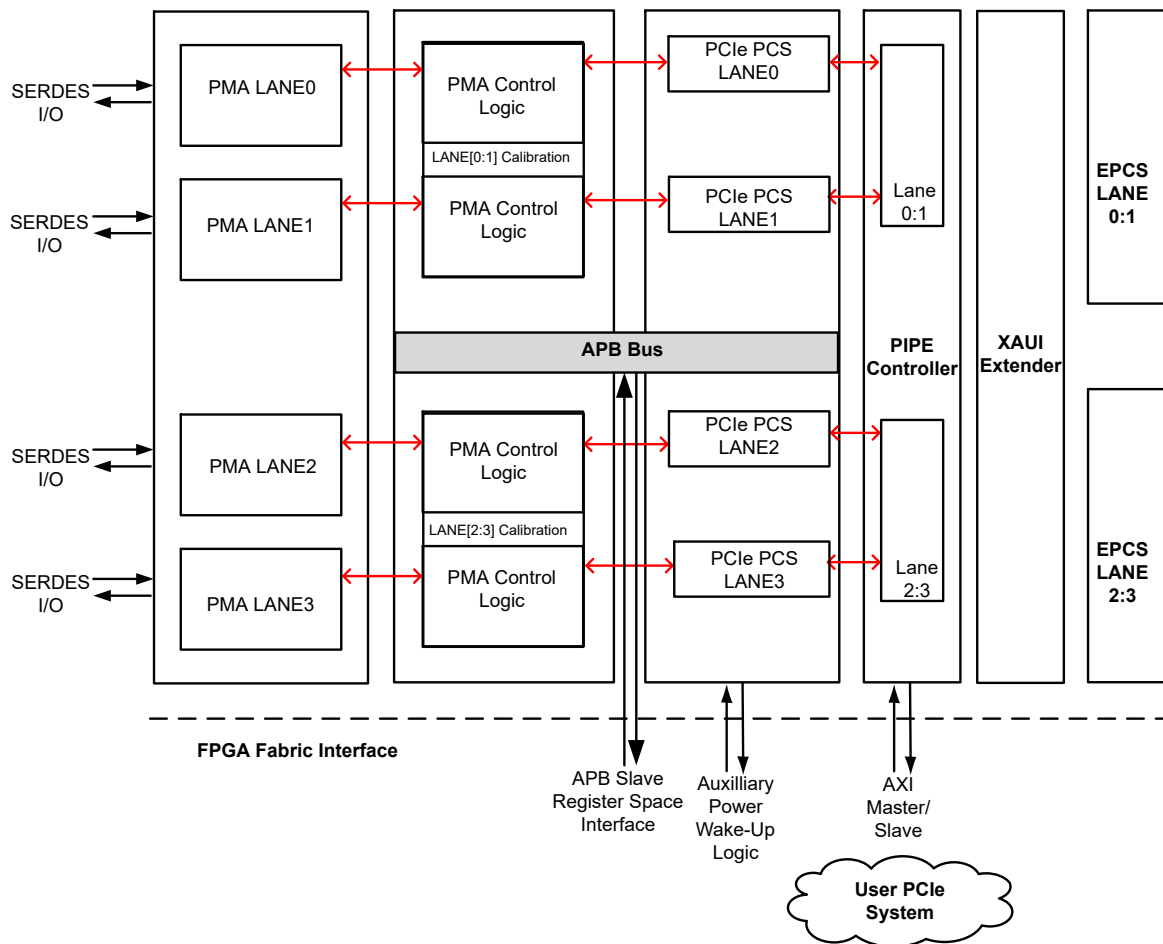 SERDES
I/O
PMA LANE0
PMA Control
Logic
PCIe PCS
LANE0
LANE[0:1] Calibration
SERDES
I/O
PMA LANE1
PMA Control
Logic
PCIe PCS
LANE1
Lane
0:1
EPCS
LANE
0:1
APB Bus
PIPE
Controller
XAUI
Extender
SERDES
I/O
PMA LANE2
PMA Control
Logic
PCIe PCS
LANE2
LANE[2:3] Calibration
SERDES
I/O
PMA LANE3
PMA Control
Logic
PCIe PCS
LANE3
Lane
2:3
EPCS
LANE
2:3
FPGA Fabric Interface
APB Slave
Register Space
Interface
Auxilliary
Power
Wake-Up
Logic
AXI
Master/
Slave
User PCIe
System